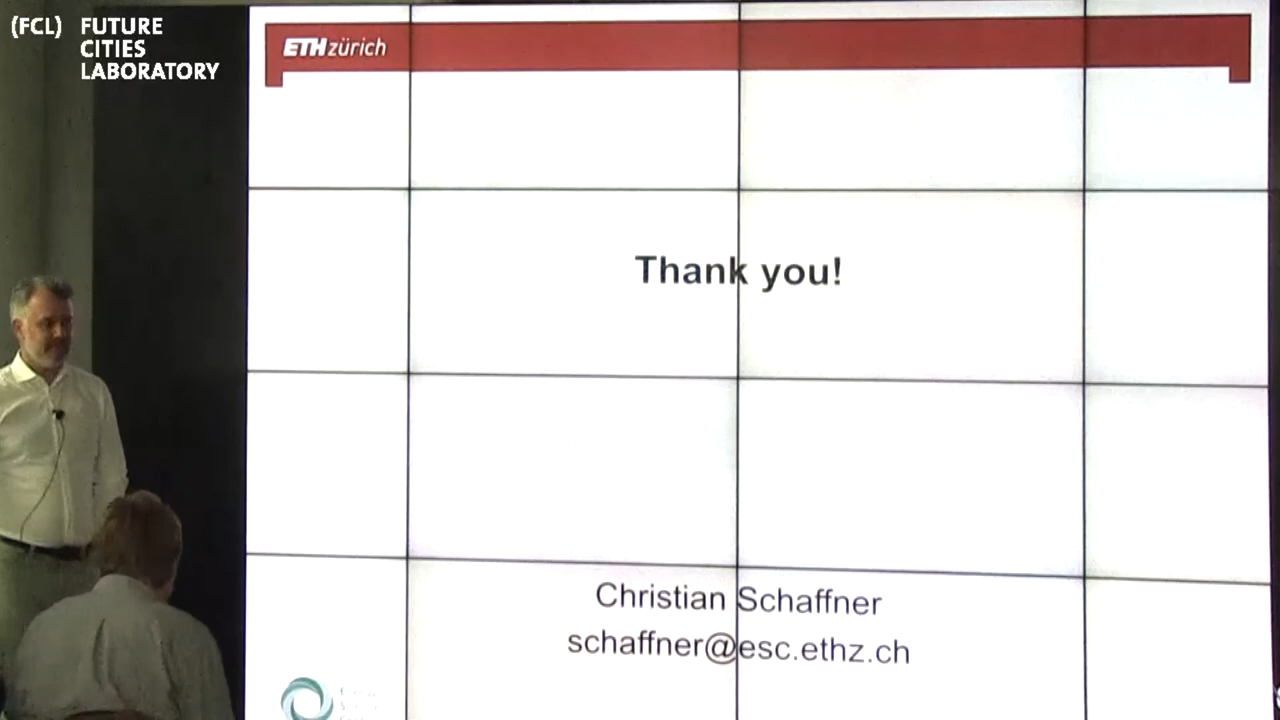 (FCL) FUTURE
CITIES
LABORATORY
ETH zürich
Thank you!
Christian Schaffner
schaffner@esc.ethz.ch